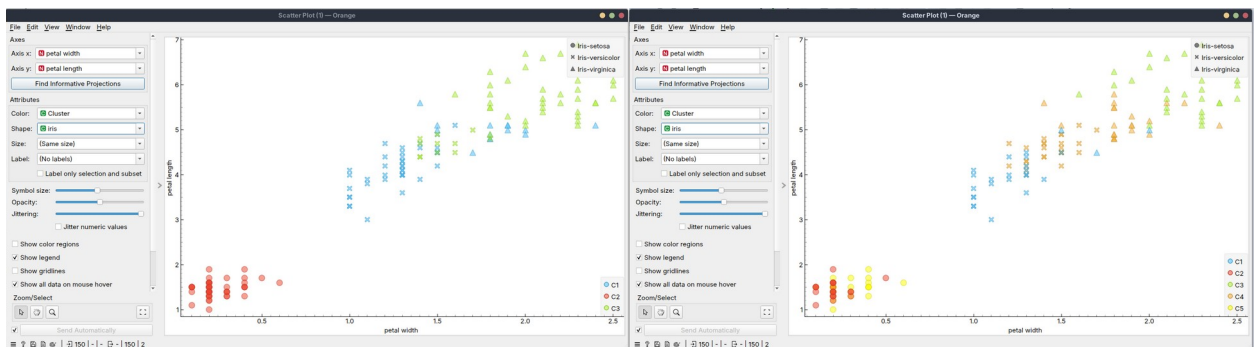 Scatter Plot (1) — Orange
File Edit View Window Help
Axes
Axis x: N petal width
Axis y: N petal length
Find Informative Projections
Attributes
Color: C Cluster
Shape: C iris
Size: (Same size)
Label: (No labels)
Label only selection and subset
Symbol size:
Opacity:
Jittering:
Jitter numeric values
Show color regions
Show legend
Show gridlines
Show all data on mouse hover
Zoom/Select
Send Automatically
150 | - | - 150 | 2
petal length
7
6
5
4
3
2
1
0.5 1.0 1.5 2.0 2.5
petal width
Iris-setosa
Iris-versicolor
Iris-virginica
C1
C2
C3
Scatter Plot (1) — Orange
File Edit View Window Help
Axes
Axis x: N petal width
Axis y: N petal length
Find Informative Projections
Attributes
Color: C Cluster
Shape: C iris
Size: (Same size)
Label: (No labels)
Label only selection and subset
Symbol size:
Opacity:
Jittering:
Jitter numeric values
Show color regions
Show legend
Show gridlines
Show all data on mouse hover
Zoom/Select
Send Automatically
150 | - | - 150 | 2
petal length
7
6
5
4
3
2
1
0.5 1.0 1.5 2.0 2.5
petal width
Iris-setosa
Iris-versicolor
Iris-virginica
C1
C2
C3
C4
C5